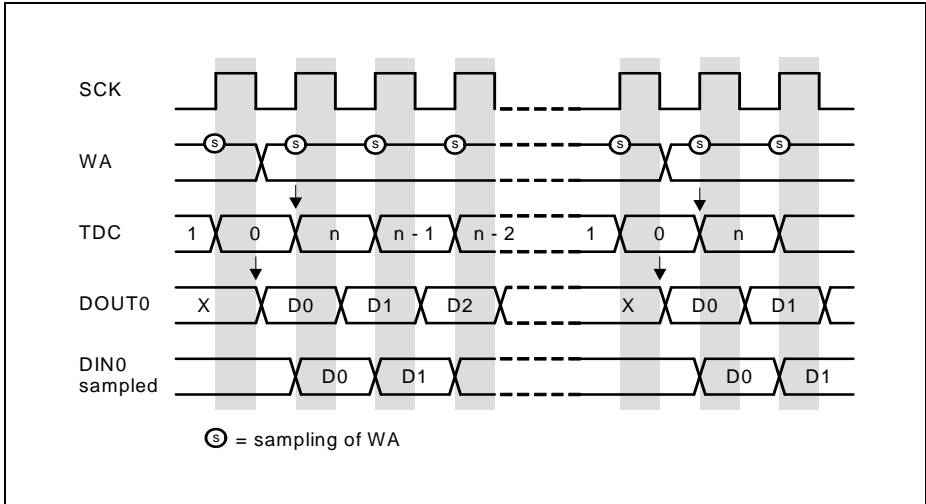 SCK
S S S S S S S
WA
TDC 1 0 n n - 1 n - 2 1 0 n
DOUT0 X D0 D1 D2 X D0 D1
DIN0
sampled D0 D1 D0 D1
S = sampling of WA